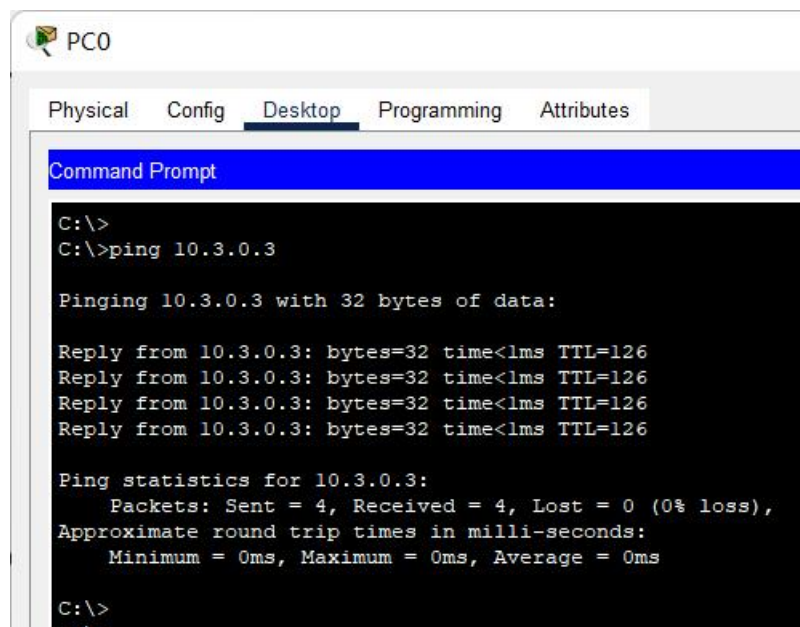 PC0
Physical Config Desktop Programming Attributes
Command Prompt
C:\>
C:\>ping 10.3.0.3
Pinging 10.3.0.3 with 32 bytes of data:
Reply from 10.3.0.3: bytes=32 time<1ms TTL=126
Reply from 10.3.0.3: bytes=32 time<1ms TTL=126
Reply from 10.3.0.3: bytes=32 time<1ms TTL=126
Reply from 10.3.0.3: bytes=32 time<1ms TTL=126
Ping statistics for 10.3.0.3:
Packets: Sent = 4, Received = 4, Lost = 0 (0% loss),
Approximate round trip times in milli-seconds:
Minimum = 0ms, Maximum = 0ms, Average = 0ms
C:\>